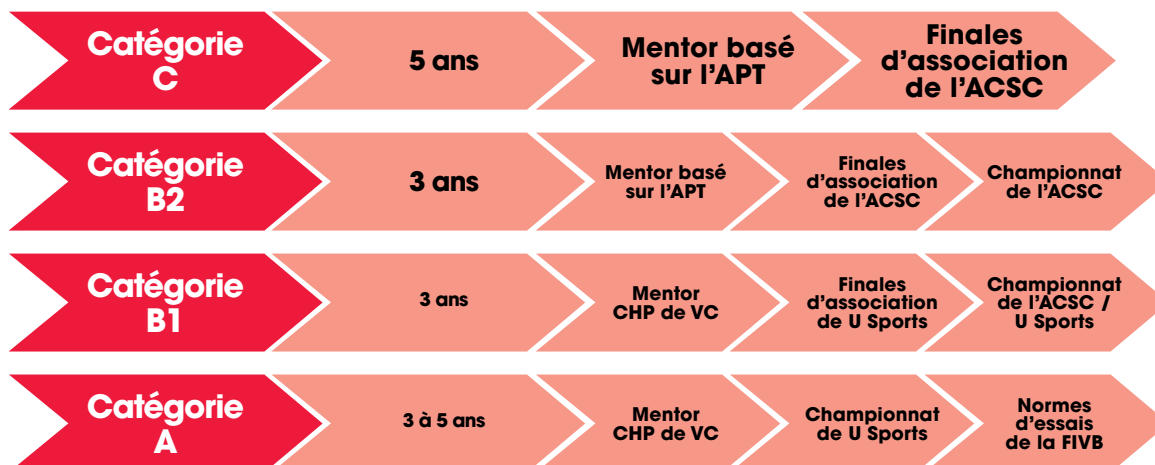 Catégorie
C
5 ans
Mentor basé
sur l'APT
Finales
d'association
de l'ACSC
Catégorie
B2
3 ans
Mentor basé
sur l'APT
Finales
d'association
de l'ACSC
Championnat
de l'ACSC
Catégorie
B1
3 ans
Mentor
CHP de VC
Finales
d'association
de U Sports
Championnat
de l'ACSC /
U Sports
Catégorie
A
3 à 5 ans
Mentor
CHP de VC
Championnat
de U Sports
Normes
d'essais
de la FIVB